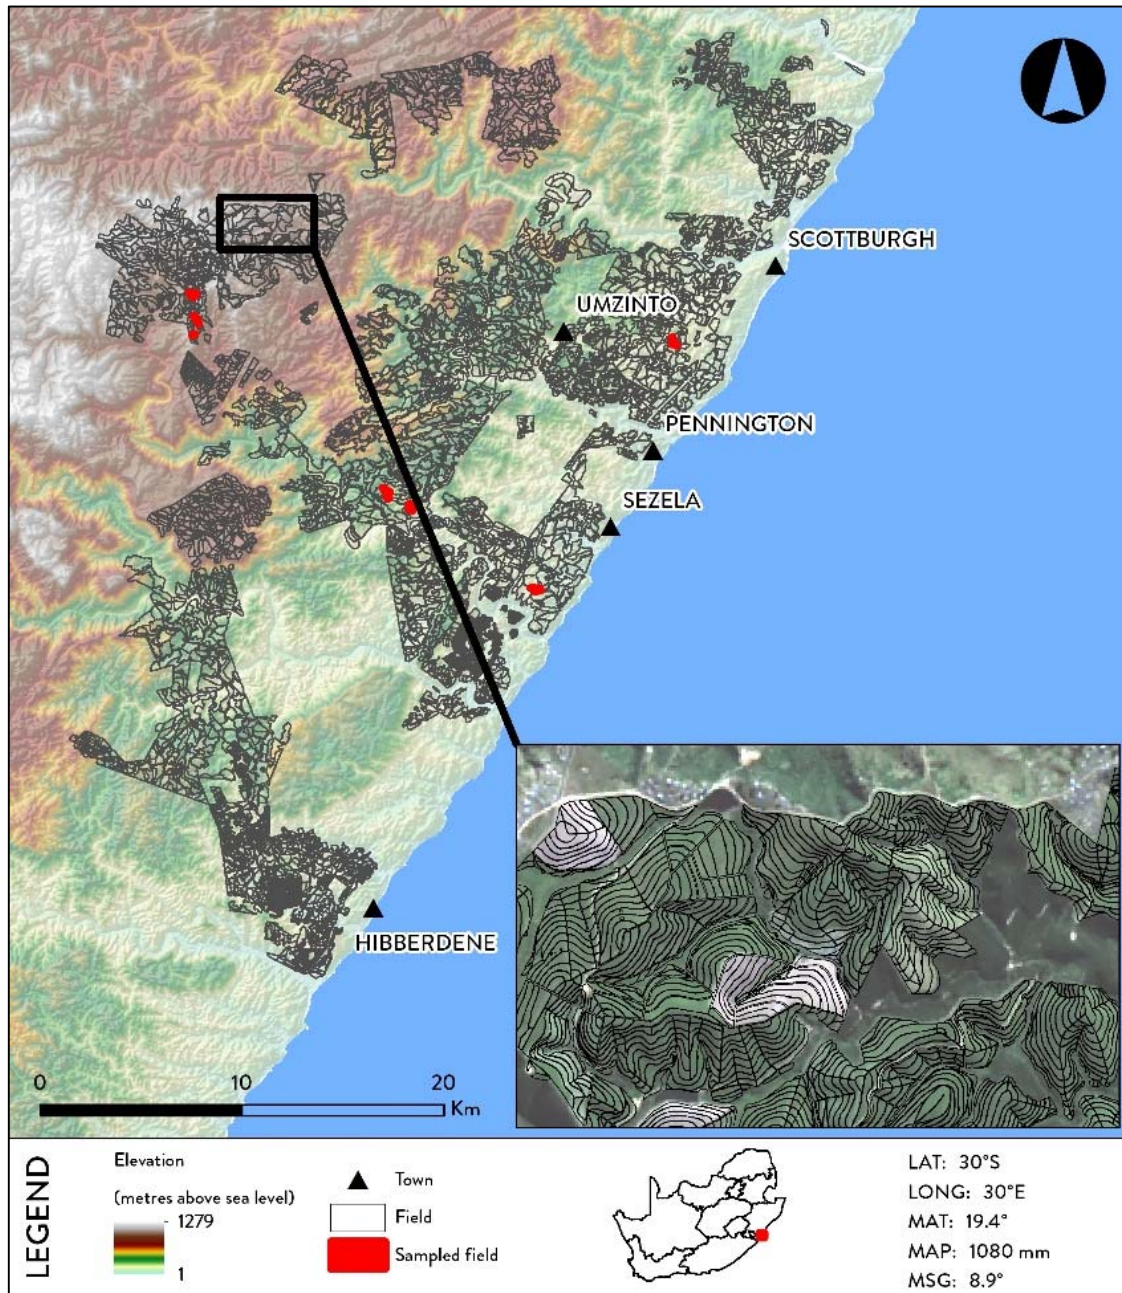 SCOTTBURGH
UMZINTO
PENNINGTON
SEZELA
HIBBERDENE
0 10 20
Km
LEGEND
Elevation
(metres above sea level)
1279
1
Town
Field
Sampled field
LAT: 30°S
LONG: 30°E
MAT: 19.4°
MAP: 1080 mm
MSG: 8.9°